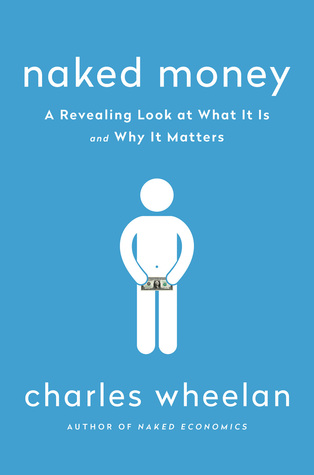 naked money
A Revealing Look at What It Is
and Why It Matters
charles wheelan
AUTHOR OF NAKED ECONOMICS